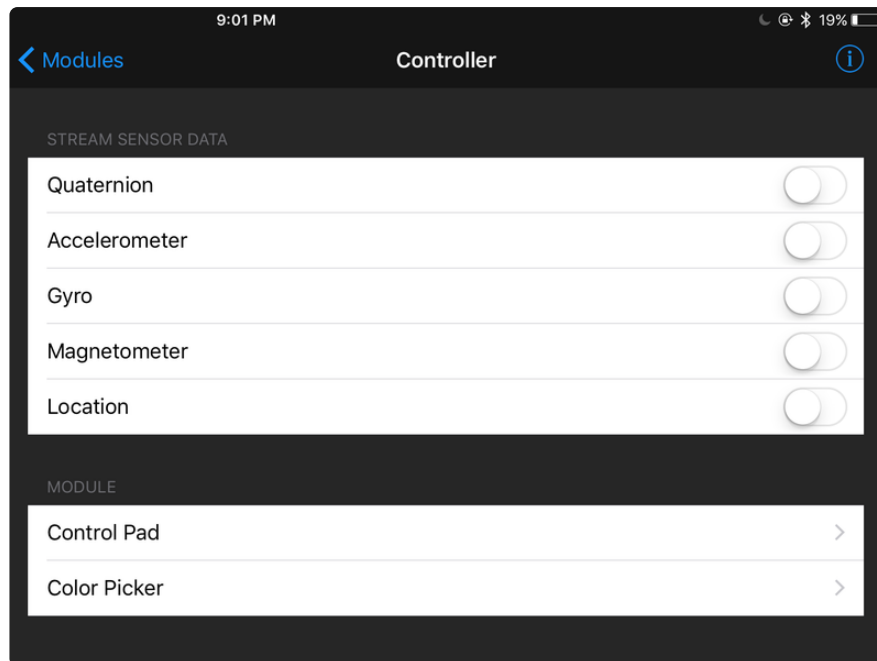 9:01 PM 19%
Modules Controller
STREAM SENSOR DATA
Quaternion
Accelerometer
Gyro
Magnetometer
Location
MODULE
Control Pad
Color Picker